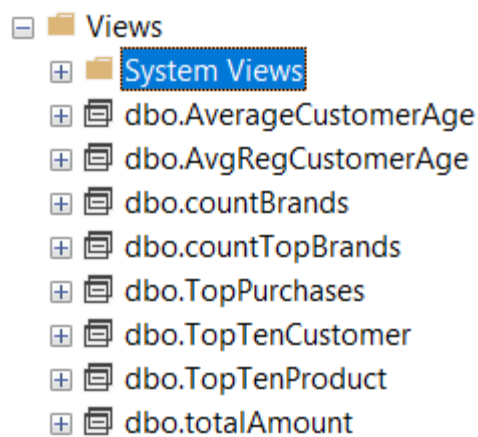 Views
System Views
dbo.AverageCustomerAge
dbo.AvgRegCustomerAge
dbo.countBrands
dbo.countTopBrands
dbo.TopPurchases
dbo.TopTenCustomer
dbo.TopTenProduct
dbo.totalAmount